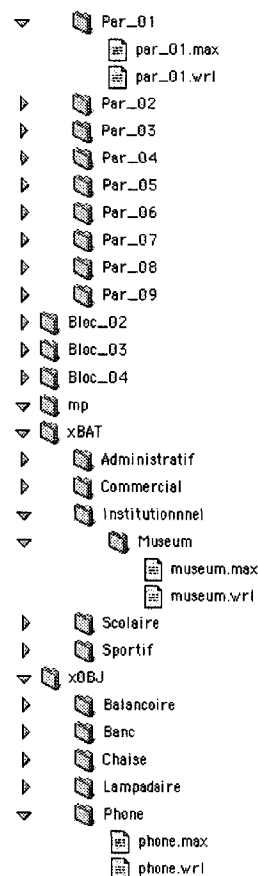 Par_01
par_01.max
par_01.wrl
Par_02
Par_03
Par_04
Par_05
Par_06
Par_07
Par_08
Par_09
Bloc_02
Bloc_03
Bloc_04
mp
xBAT
Administratif
Commercial
Institutionnnel
Museum
museum.max
museum.wrl
Scolaire
Sportif
xOBJ
Balancoire
Banc
Chaise
Lampadaire
Phone
phone.max
phone.wrl